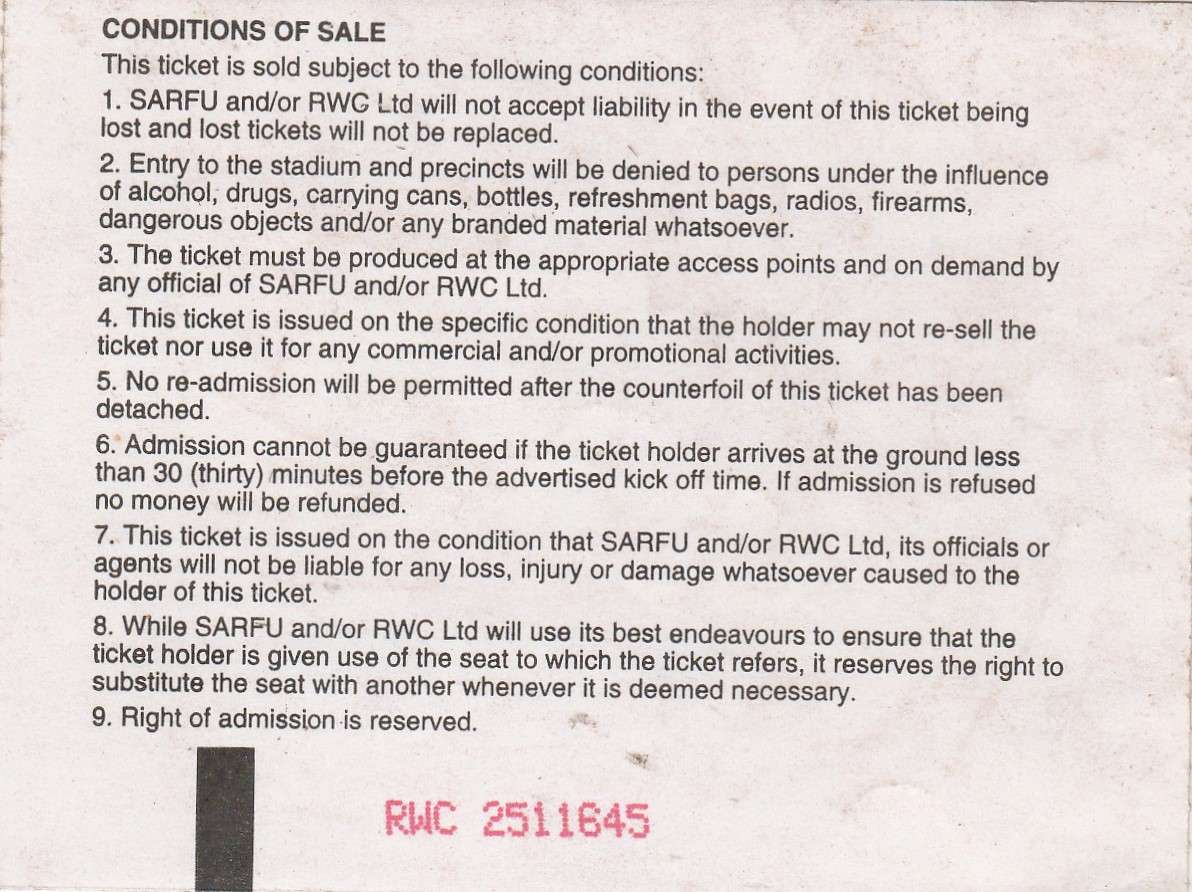 CONDITIONS OF SALE
This ticket is sold subject to the following conditions:
1. SARFU and/or RWC Ltd will not accept liability in the event of this ticket being
lost and lost tickets will not be replaced.
2. Entry to the stadium and precincts will be denied to persons under the influence
of alcohol, drugs, carrying cans, bottles, refreshment bags, radios, firearms,
dangerous objects and/or any branded material whatsoever.
3. The ticket must be produced at the appropriate access points and on demand by
any official of SARFU and/or RWC Ltd.
4. This ticket is issued on the specific condition that the holder may not re-sell the
ticket nor use it for any commercial and/or promotional activities.
5. No re-admission will be permitted after the counterfoil of this ticket has been
detached.
6. Admission cannot be guaranteed if the ticket holder arrives at the ground less
than 30 (thirty) minutes before the advertised kick off time. If admission is refused
no money will be refunded.
7. This ticket is issued on the condition that SARFU and/or RWC Ltd, its officials or
agents will not be liable for any loss, injury or damage whatsoever caused to the
holder of this ticket.
8. While SARFU and/or RWC Ltd will use its best endeavours to ensure that the
ticket holder is given use of the seat to which the ticket refers, it reserves the right to
substitute the seat with another whenever it is deemed necessary.
9. Right of admission is reserved.
RWC 2511645